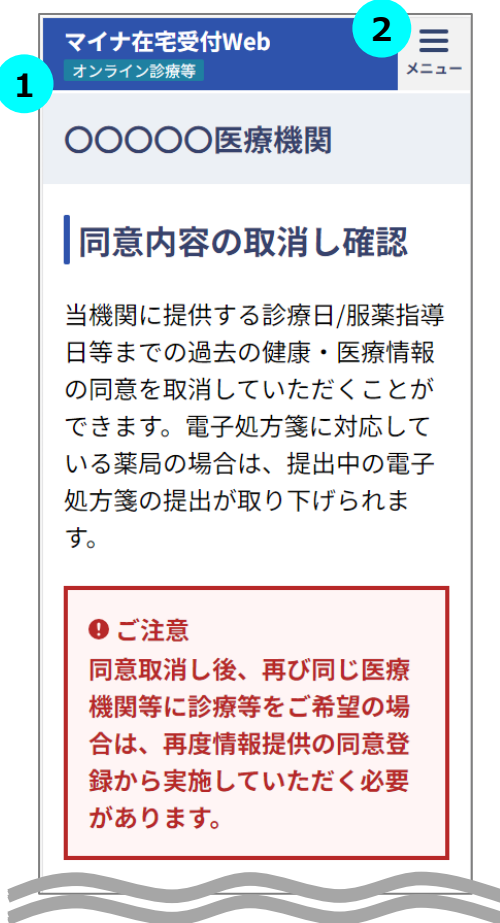 マイナ在宅受付Web
2
メニュー
オンライン診療等
1
〇〇〇〇〇医療機関
同意内容の取消し確認
当機関に提供する診療日/服薬指導
日等までの過去の健康・医療情報
の同意を取消していただくことが
できます。電子処方箋に対応して
いる薬局の場合は、提出中の電子
処方箋の提出が取り下げられま
す。
ご注意
同意取消し後、再び同じ医療
機関等に診療等をご希望の場
合は、再度情報提供の同意登
録から実施していただく必要
があります。